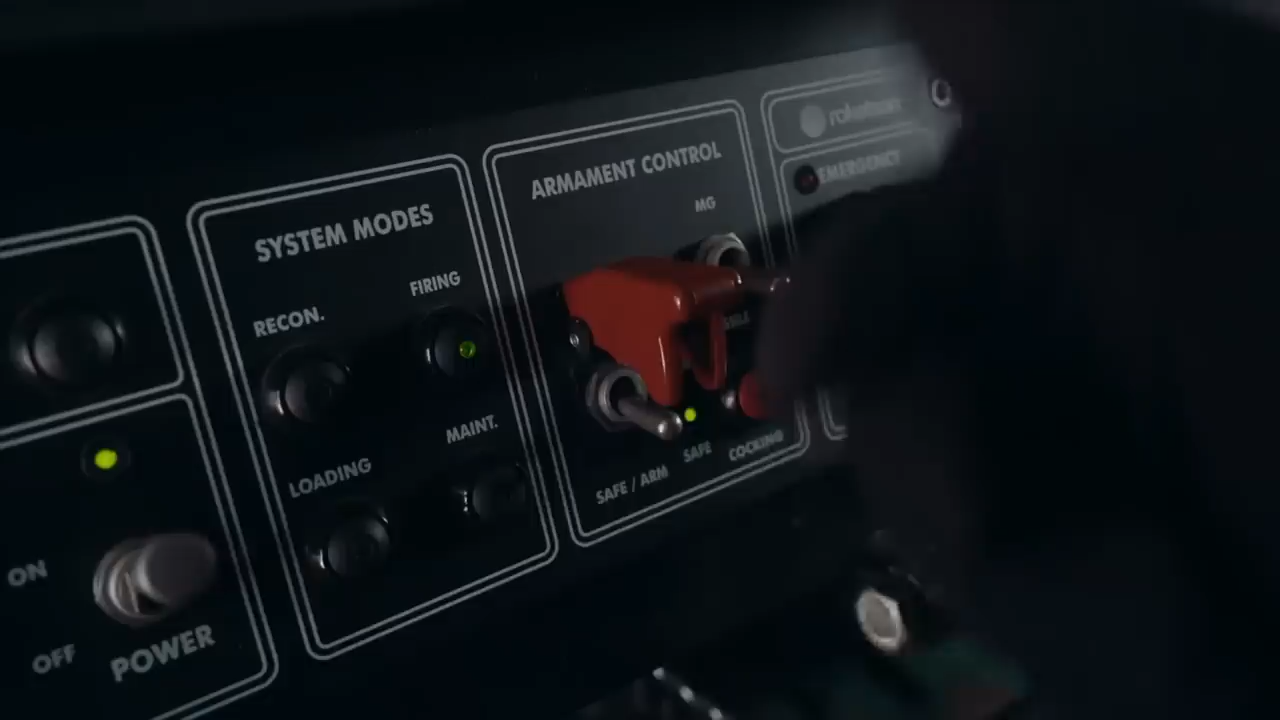 SYSTEM MODES
RECON.
FIRING
LOADING
MAINT.
ON
OFF
POWER
ARMAMENT CONTROL
MG
SAFE / ARM
SAFE
COCKING
EMERGENCY